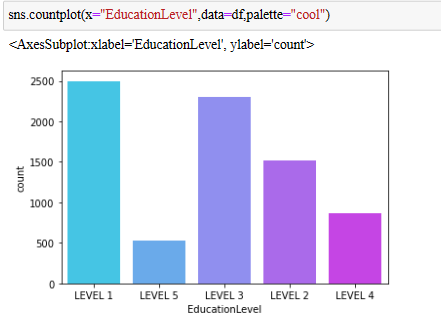 sns.countplot(x="EducationLevel",data=df,palette="cool")
<AxesSubplot:xlabel='EducationLevel', ylabel='count'>
2500
2000
1500
1000
500
0
count
LEVEL 1 LEVEL 5 LEVEL 3 LEVEL 2 LEVEL 4
EducationLevel